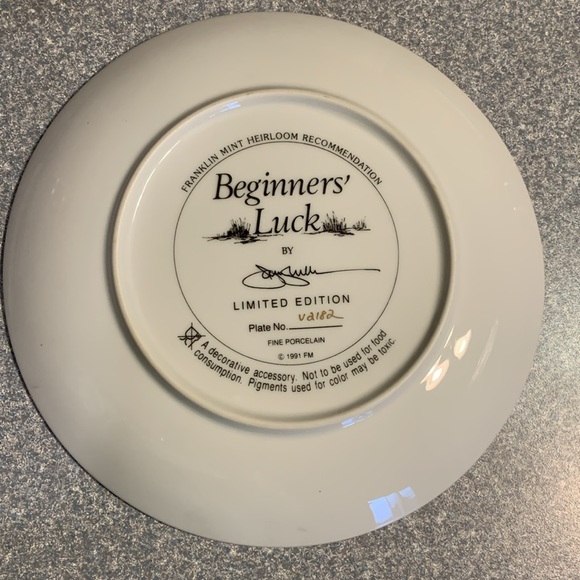 FRANKLIN MINT HEIRLOOM RECOMMENDATION
Beginners'
Luck
BY
LIMITED EDITION
Plate No. V2182
FINE PORCELAIN
© 1991 FM
A decorative accessory. Not to be used for food
consumption. Pigments used for color may be toxic.